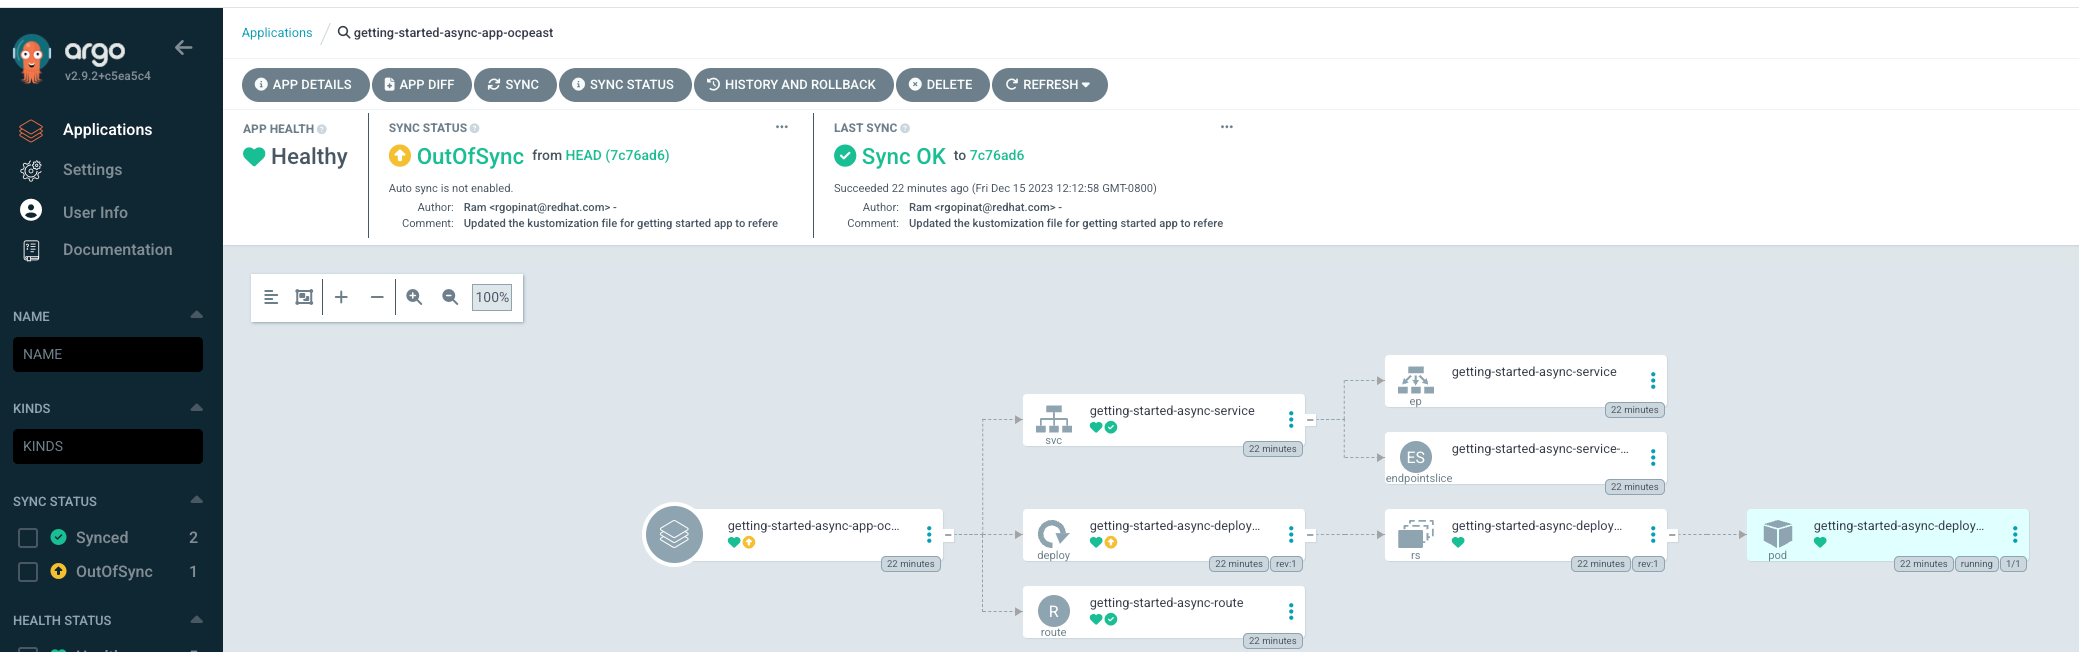 argo
v2.9.2+c5ea5c4
Applications
Settings
User Info
Documentation
NAME
NAME
KINDS
KINDS
SYNC STATUS
Synced 2
OutOfSync 1
HEALTH STATUS
Applications / getting-started-async-app-ocpeast
APP DETAILS APP DIFF SYNC SYNC STATUS HISTORY AND ROLLBACK DELETE REFRESH
APP HEALTH
Healthy
SYNC STATUS
OutOfSync from HEAD (7c76ad6)
Auto sync is not enabled.
Author: Ram <rgopinat@redhat.com> -
Comment: Updated the kustomization file for getting started app to refere
LAST SYNC
Sync OK to 7c76ad6
Succeeded 22 minutes ago (Fri Dec 15 2023 12:12:58 GMT-0800)
Author: Ram <rgopinat@redhat.com> -
Comment: Updated the kustomization file for getting started app to refere
100%
getting-started-async-app-oc...
22 minutes
getting-started-async-service
svc
22 minutes
getting-started-async-service
ep
22 minutes
ES
getting-started-async-service-...
endpointslice
22 minutes
getting-started-async-deploy...
deploy
22 minutes rev:1
getting-started-async-deploy...
rs
22 minutes rev:1
getting-started-async-deploy...
pod
22 minutes running 1/1
R
getting-started-async-route
route
22 minutes